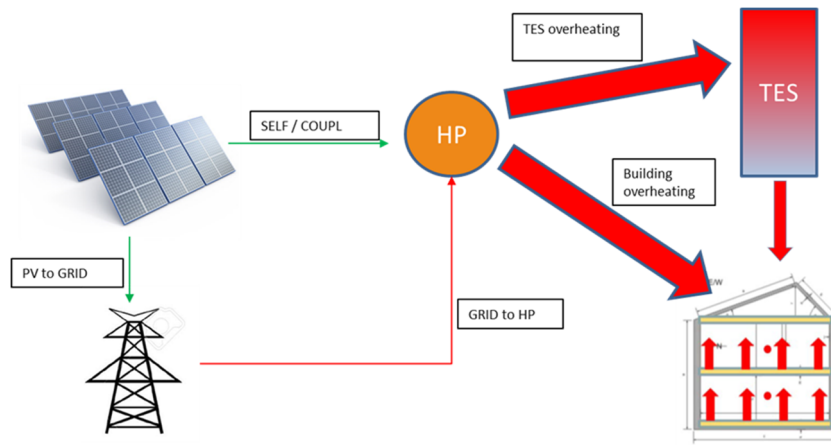 TES overheating
TES
SELF / COUPL
HP
Building
overheating
PV to GRID
GRID to HP